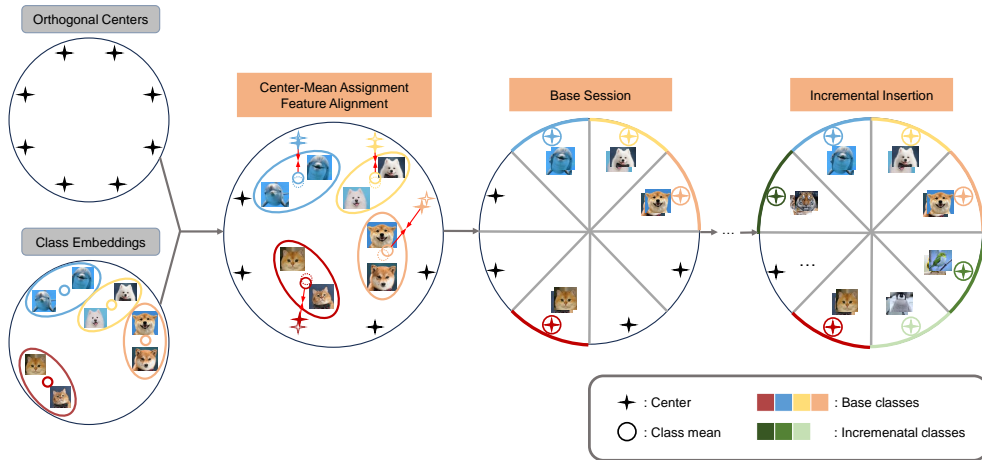 Orthogonal Centers
Class Embeddings
Center-Mean Assignment
Feature Alignment
Base Session
...
Incremental Insertion
...
: Center
: Class mean
: Base classes
: Incremenatal classes